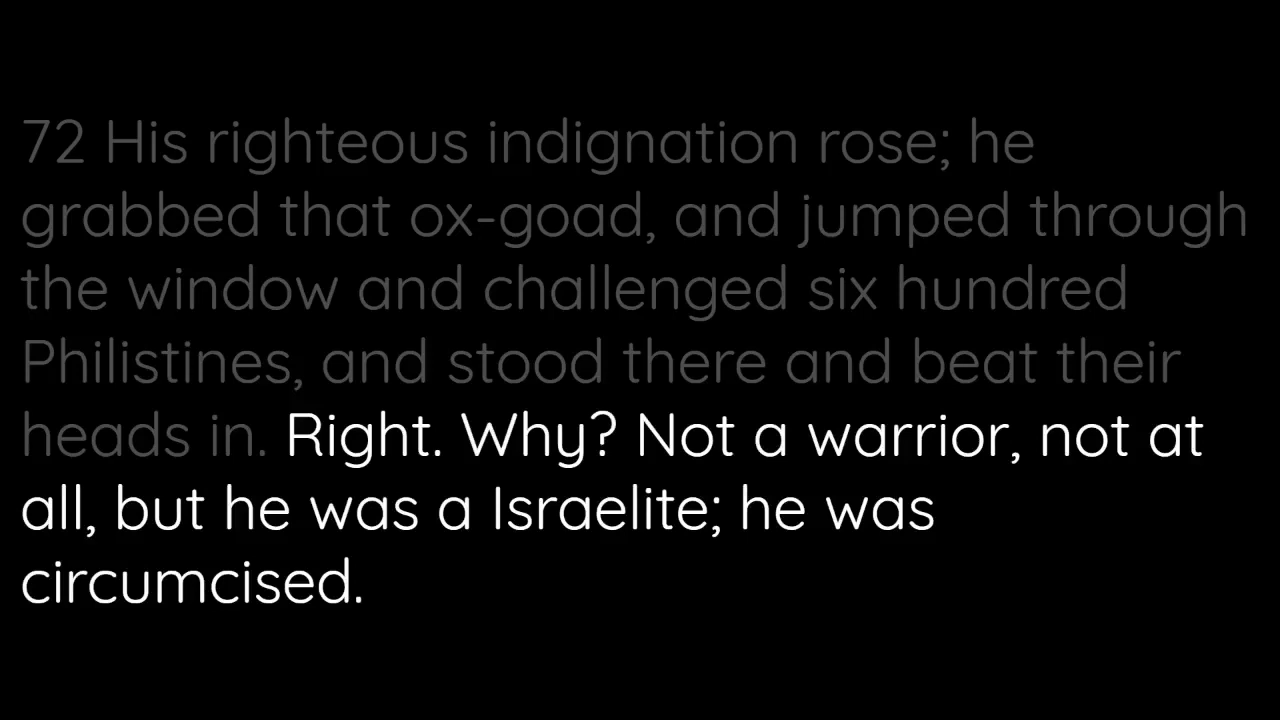 72 His righteous indignation rose; he
grabbed that ox-goad, and jumped through
the window and challenged six hundred
Philistines, and stood there and beat their
heads in. Right. Why? Not a warrior, not at
all, but he was a Israelite; he was
circumcised.